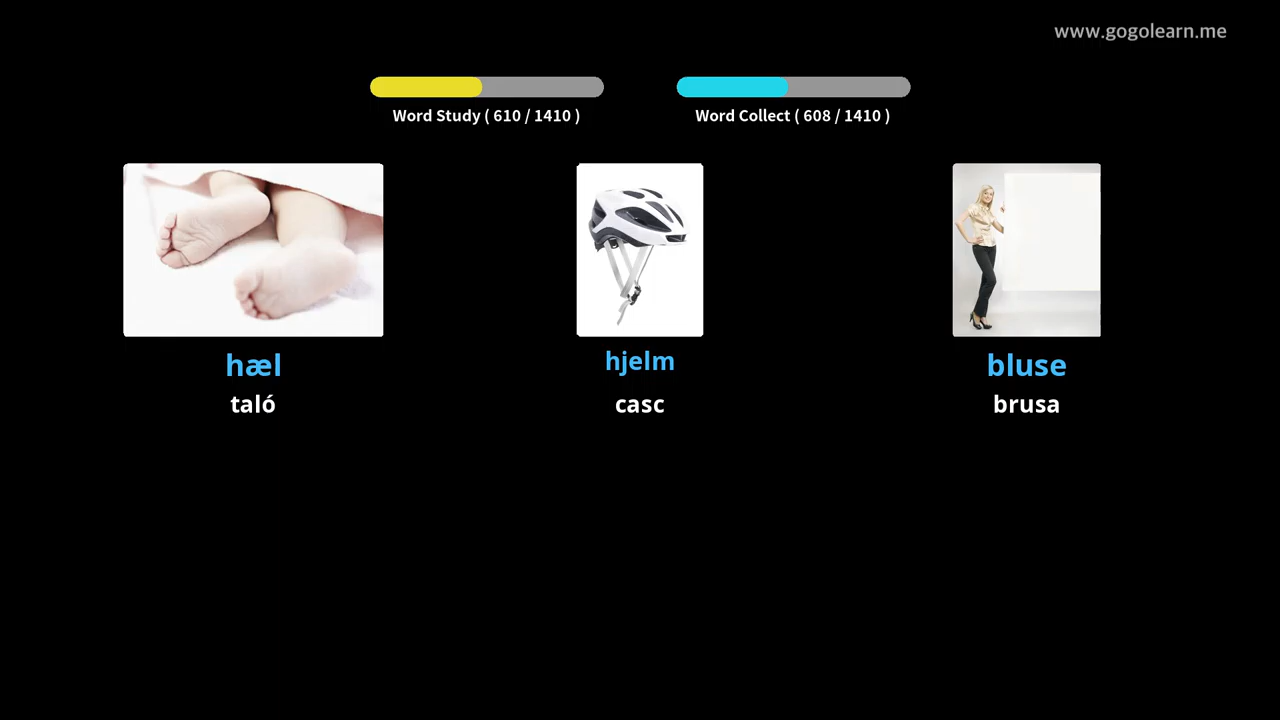 www.gogolearn.me
Word Study ( 610 / 1410 )
Word Collect ( 608 / 1410 )
hæl
hjelm
bluse
taló
casc
brusa